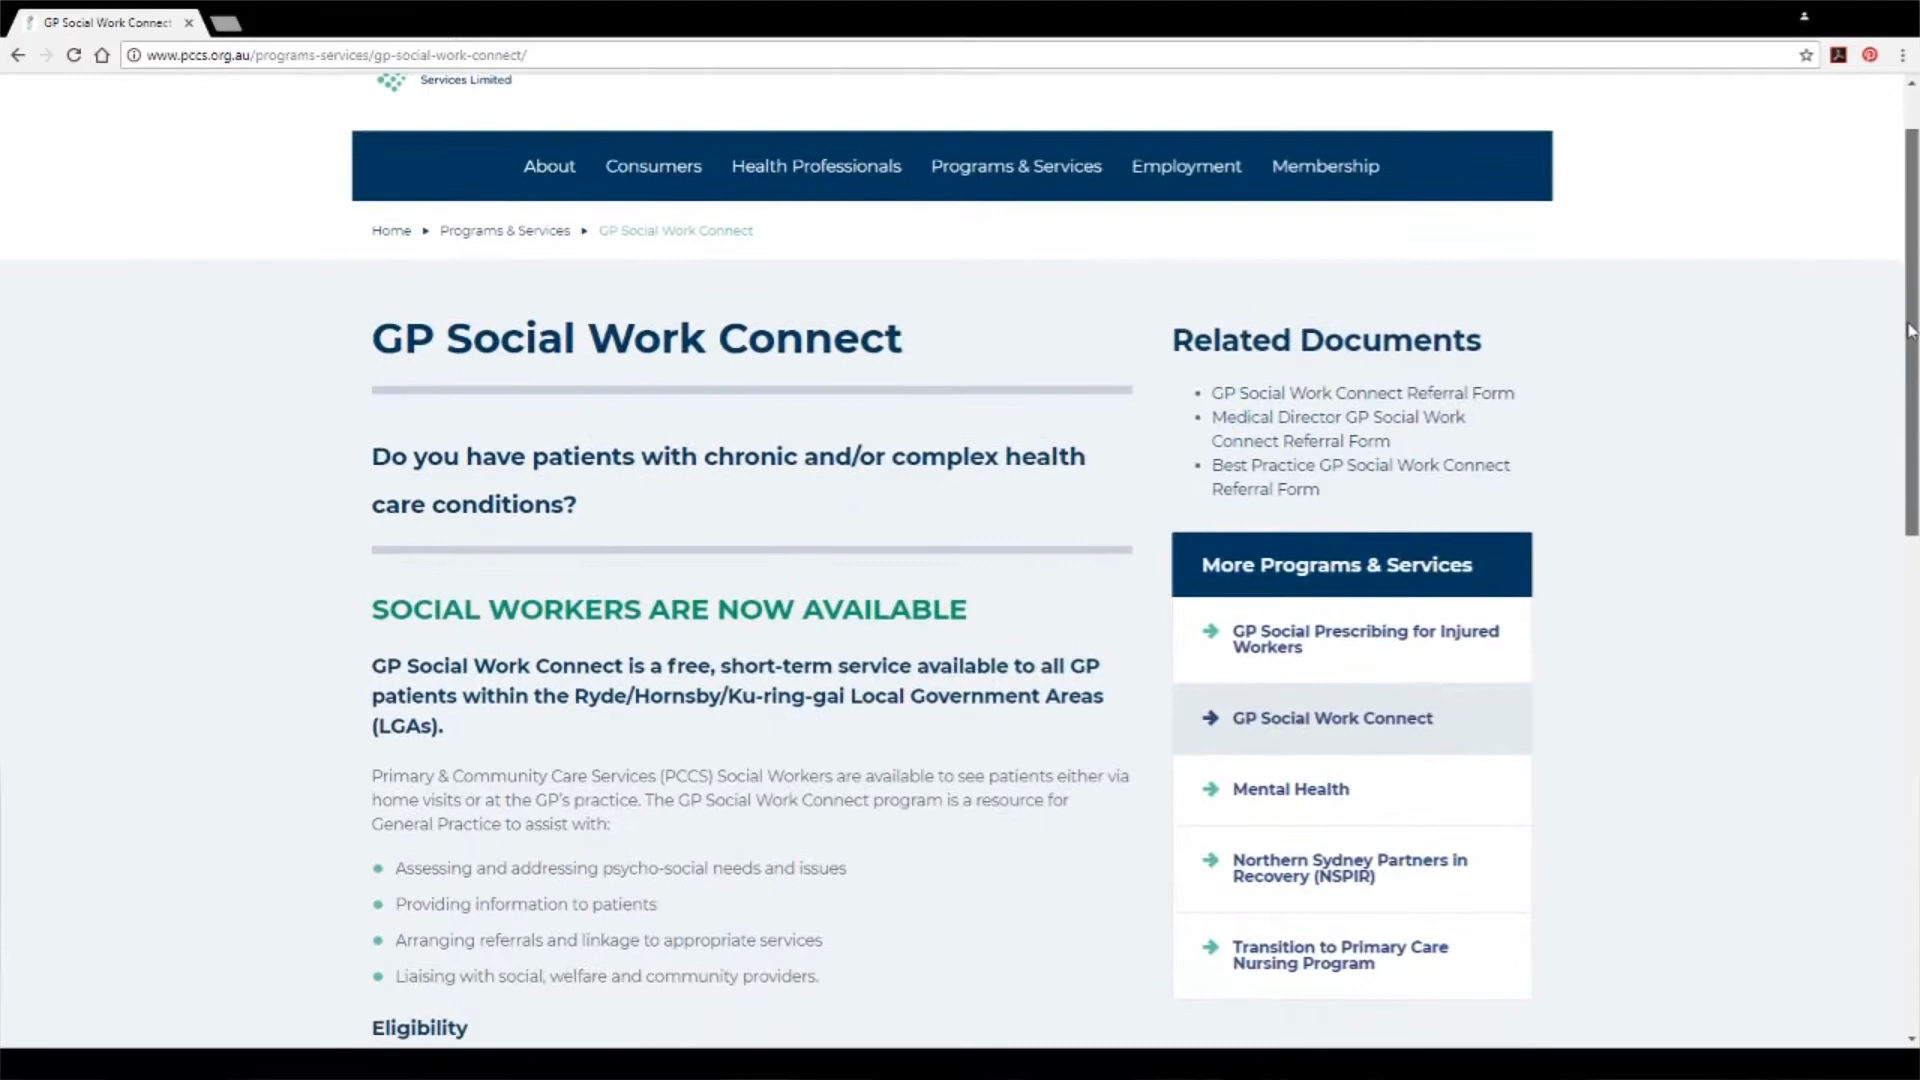 GP Social Work Connect
www.pccs.org.au/programs-services/gp-social-work-connect/
Services Limited
About Consumers Health Professionals Programs & Services Employment Membership
Home Programs & Services GP Social Work Connect
GP Social Work Connect
Do you have patients with chronic and/or complex health
care conditions?
SOCIAL WORKERS ARE NOW AVAILABLE
GP Social Work Connect is a free, short-term service available to all GP
patients within the Ryde/Hornsby/Ku-ring-gai Local Government Areas
(LGAs).
Primary & Community Care Services (PCCS) Social Workers are available to see patients either via
home visits or at the GP's practice. The GP Social Work Connect program is a resource for
General Practice to assist with:
Assessing and addressing psycho-social needs and issues
Providing information to patients
Arranging referrals and linkage to appropriate services
Liaising with social, welfare and community providers.
Eligibility
Related Documents
GP Social Work Connect Referral Form
Medical Director GP Social Work
Connect Referral Form
Best Practice GP Social Work Connect
Referral Form
More Programs & Services
GP Social Prescribing for Injured
Workers
GP Social Work Connect
Mental Health
Northern Sydney Partners in
Recovery (NSPIR)
Transition to Primary Care
Nursing Program